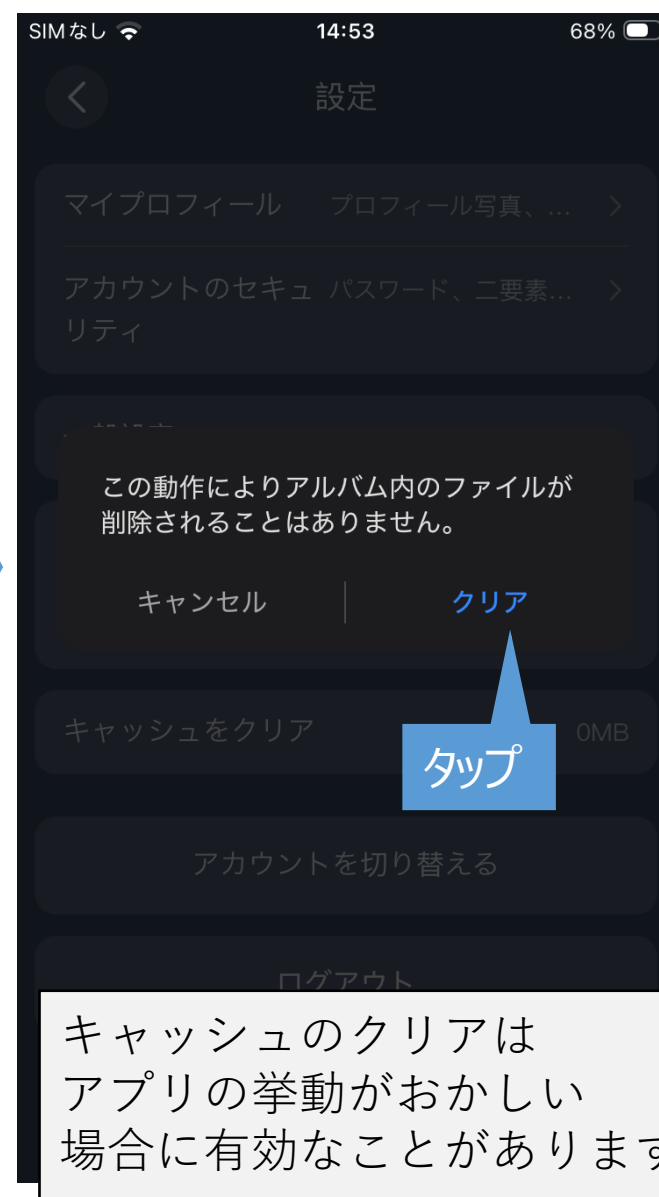 SIMなし 14:53 68%
設定
マイプロフィール プロフィール写真、...
アカウントのセキュ パスワード、二要素...
リティ
この動作によりアルバム内のファイルが
削除されることはありません。
キャンセル クリア
キャッシュをクリア 0MB
タップ
アカウントを切り替える
ログアウト
キャッシュのクリアは
アプリの挙動がおかしい
場合に有効なことがあります